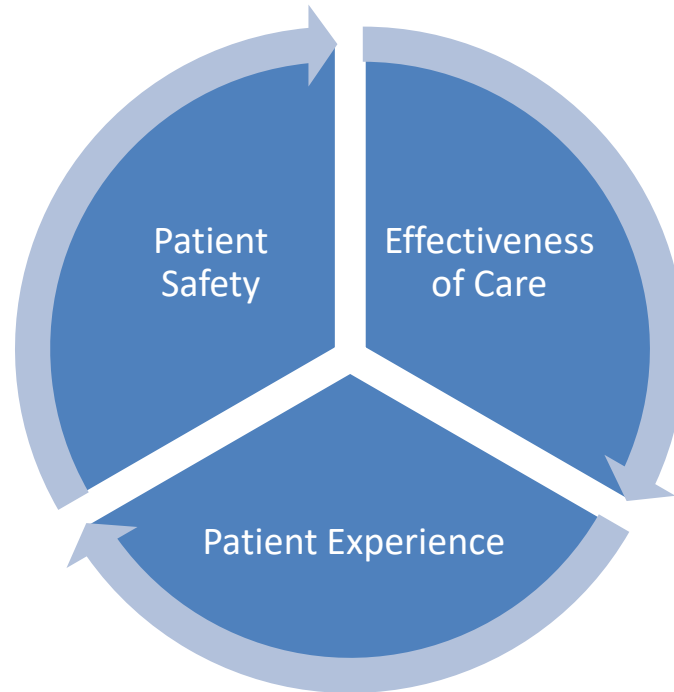 Patient
Safety
Effectiveness
of Care
Patient Experience